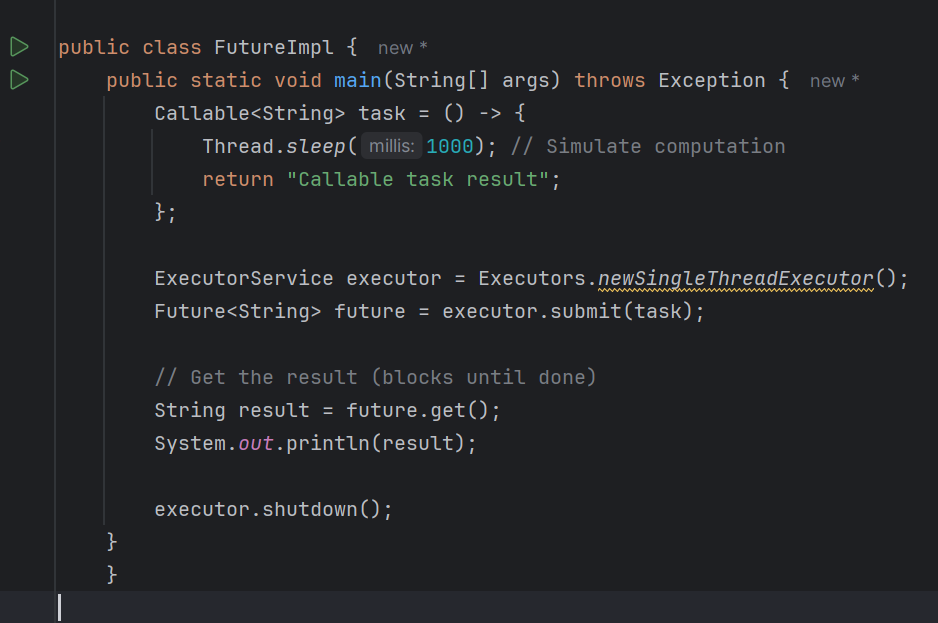 public class FutureImpl {  new *
    public static void main(String[] args) throws Exception {  new *
        Callable<String> task = () -> {
            Thread.sleep( millis: 1000); // Simulate computation
            return "Callable task result";
        };
        ExecutorService executor = Executors.newSingleThreadExecutor();
        Future<String> future = executor.submit(task);
        // Get the result (blocks until done)
        String result = future.get();
        System.out.println(result);
        executor.shutdown();
    }
    }